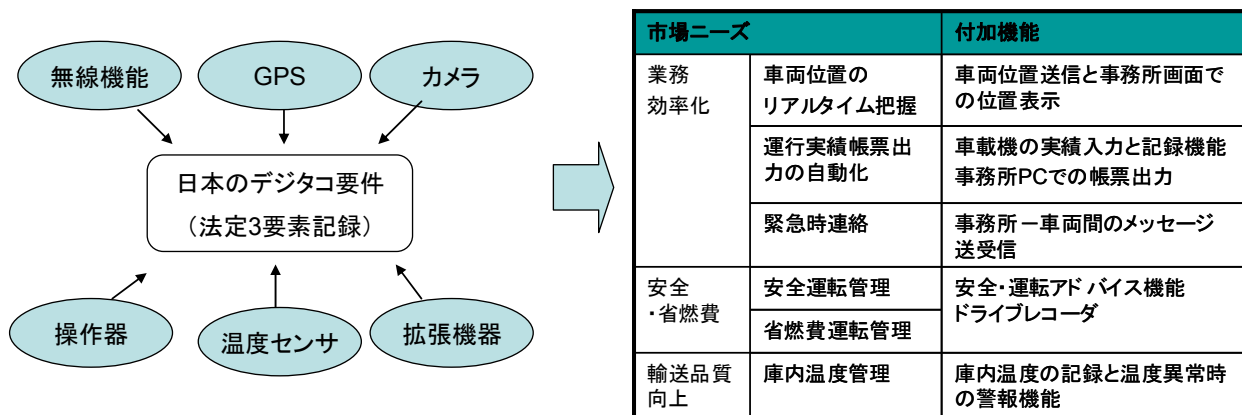 無線機能
GPS
カメラ
日本のデジタコ要件
（法定3要素記録）
操作器
温度センサ
拡張機器
市場ニーズ
付加機能
業務
効率化
車両位置の
リアルタイム把握
車両位置送信と事務所画面で
の位置表示
運行実績帳票出
力の自動化
車載機の実績入力と記録機能
事務所PCでの帳票出力
緊急時連絡
事務所－車両間のメッセージ
送受信
安全
・省燃費
安全運転管理
省燃費運転管理
安全・運転アドバイス機能
ドライブレコーダ
輸送品質
向上
庫内温度管理
庫内温度の記録と温度異常時
の警報機能